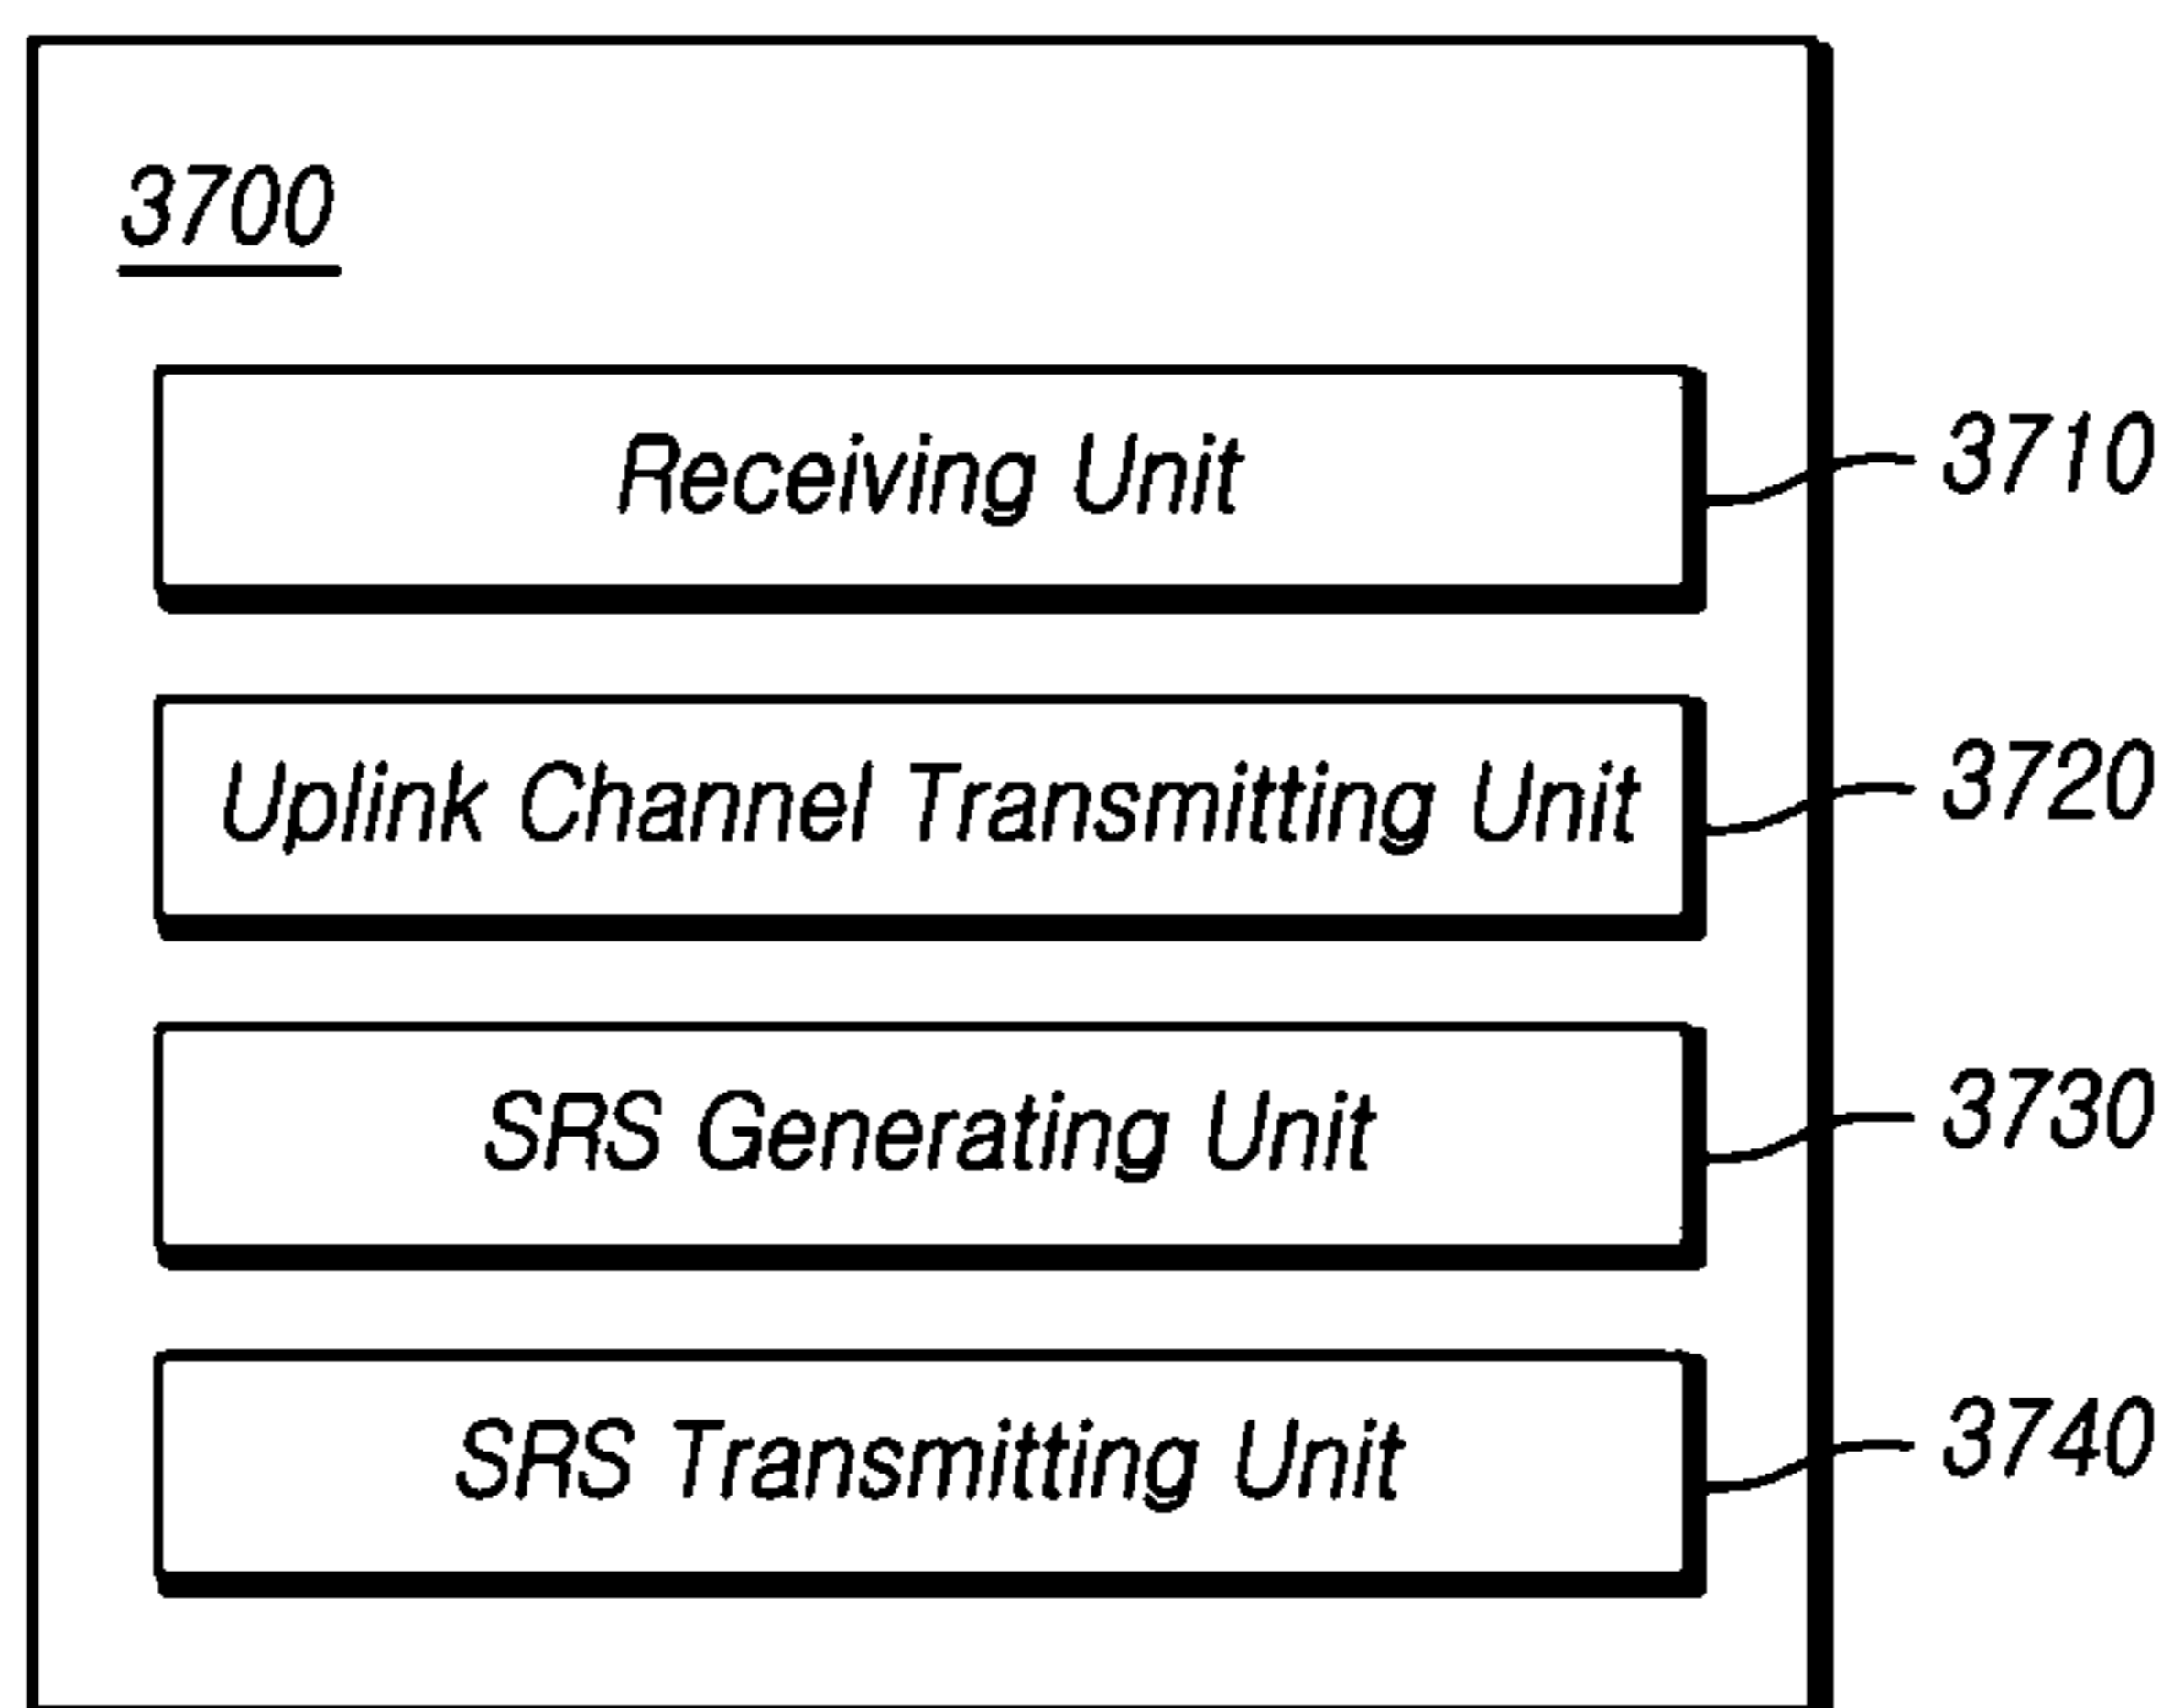 3700
Receiving Unit 3710
Uplink Channel Transmitting Unit 3720
SRS Generating Unit 3730
SRS Transmitting Unit 3740